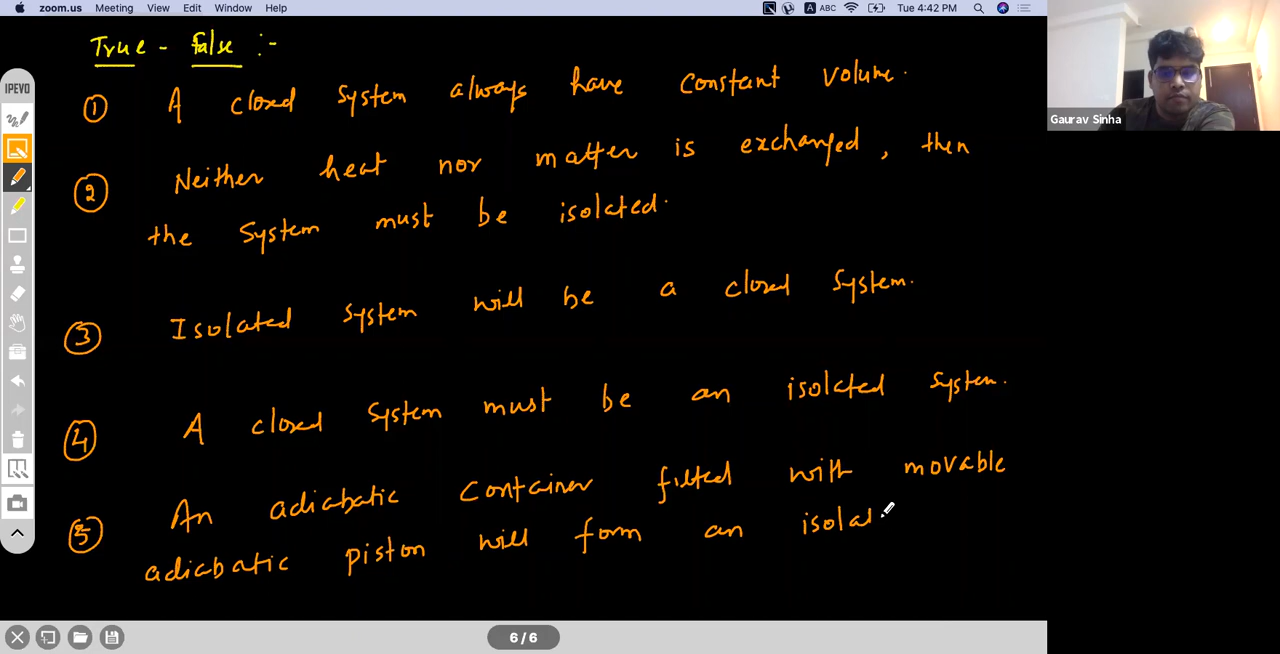 zoom.us Meeting View Edit Window Help A ABC Tue 4:42 PM
True - False :-
IPEVO
Gaurav Sinha
① A closed system always have constant volume.
② Neither heat nor matter is exchanged, then
the system must be isolated.
③ Isolated system will be a closed system.
④ A closed system must be an isolated system.
⑤ An adiabatic container fitted with movable
adiabatic piston will form an isolat
6 / 6